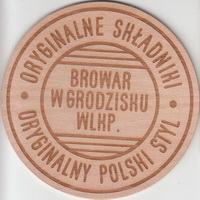 ORYGINALNE SKŁADNIKI
BROWAR
W GRODZISKU
WLKP.
ORYGINALNY POLSKI STYL